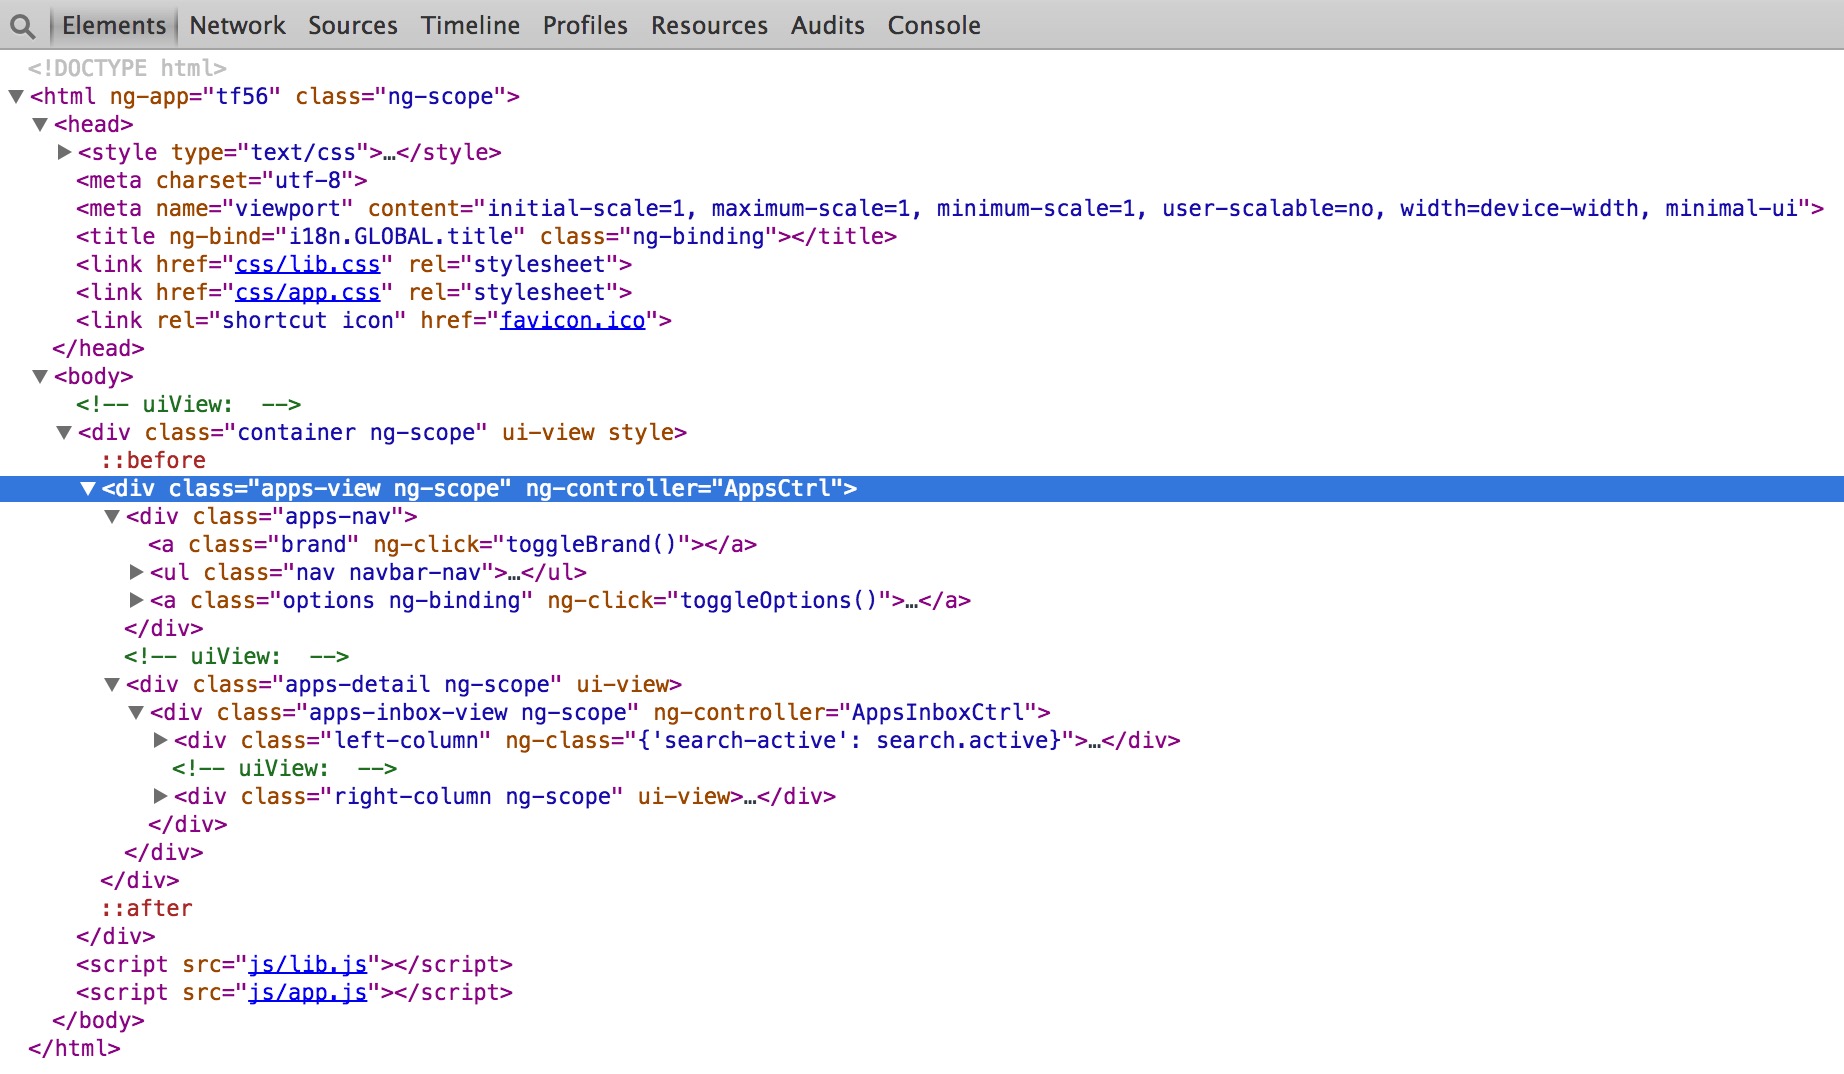 Elements Network Sources Timeline Profiles Resources Audits Console
<!DOCTYPE html>
<html ng-app="tf56" class="ng-scope">
<head>
<style type="text/css">…</style>
<meta charset="utf-8">
<meta name="viewport" content="initial-scale=1, maximum-scale=1, minimum-scale=1, user-scalable=no, width=device-width, minimal-ui">
<title ng-bind="i18n.GLOBAL.title" class="ng-binding"></title>
<link href="css/lib.css" rel="stylesheet">
<link href="css/app.css" rel="stylesheet">
<link rel="shortcut icon" href="favicon.ico">
</head>
<body>
<!-- uiView:  -->
<div class="container ng-scope" ui-view style>
::before
<div class="apps-view ng-scope" ng-controller="AppsCtrl">
<div class="apps-nav">
<a class="brand" ng-click="toggleBrand()"></a>
<ul class="nav navbar-nav">…</ul>
<a class="options ng-binding" ng-click="toggleOptions()">…</a>
</div>
<!-- uiView:  -->
<div class="apps-detail ng-scope" ui-view>
<div class="apps-inbox-view ng-scope" ng-controller="AppsInboxCtrl">
<div class="left-column" ng-class="{'search-active': search.active}">…</div>
<!-- uiView:  -->
<div class="right-column ng-scope" ui-view>…</div>
</div>
</div>
</div>
::after
</div>
<script src="js/lib.js"></script>
<script src="js/app.js"></script>
</body>
</html>